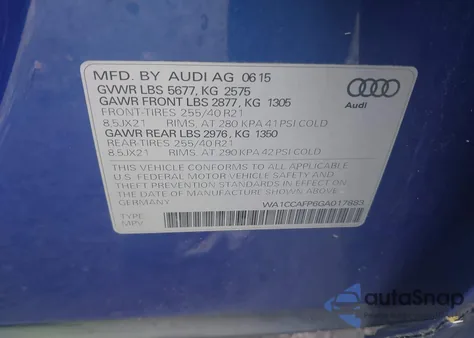 MFD. BY AUDI AG 06 15
GVWR LBS 5677, KG 2575
GAWR FRONT LBS 2877, KG 1305
FRONT-TIRES 255/40 R21
8.5JX21 RIMS, AT 280 KPA 41 PSI COLD
GAWR REAR LBS 2976, KG 1350
REAR-TIRES 255/40 R21
8.5JX21 RIMS, AT 290 KPA 42 PSI COLD
Audi
THIS VEHICLE CONFORMS TO ALL APPLICABLE
U.S. FEDERAL MOTOR VEHICLE SAFETY
AND THEFT PREVENTION STANDARDS IN EFFECT ON
THE DATE OF MANUFACTURE SHOWN ABOVE.
GERMANY
TYPE:
MPV
WA1CCAFP6GA017883
autoSnap